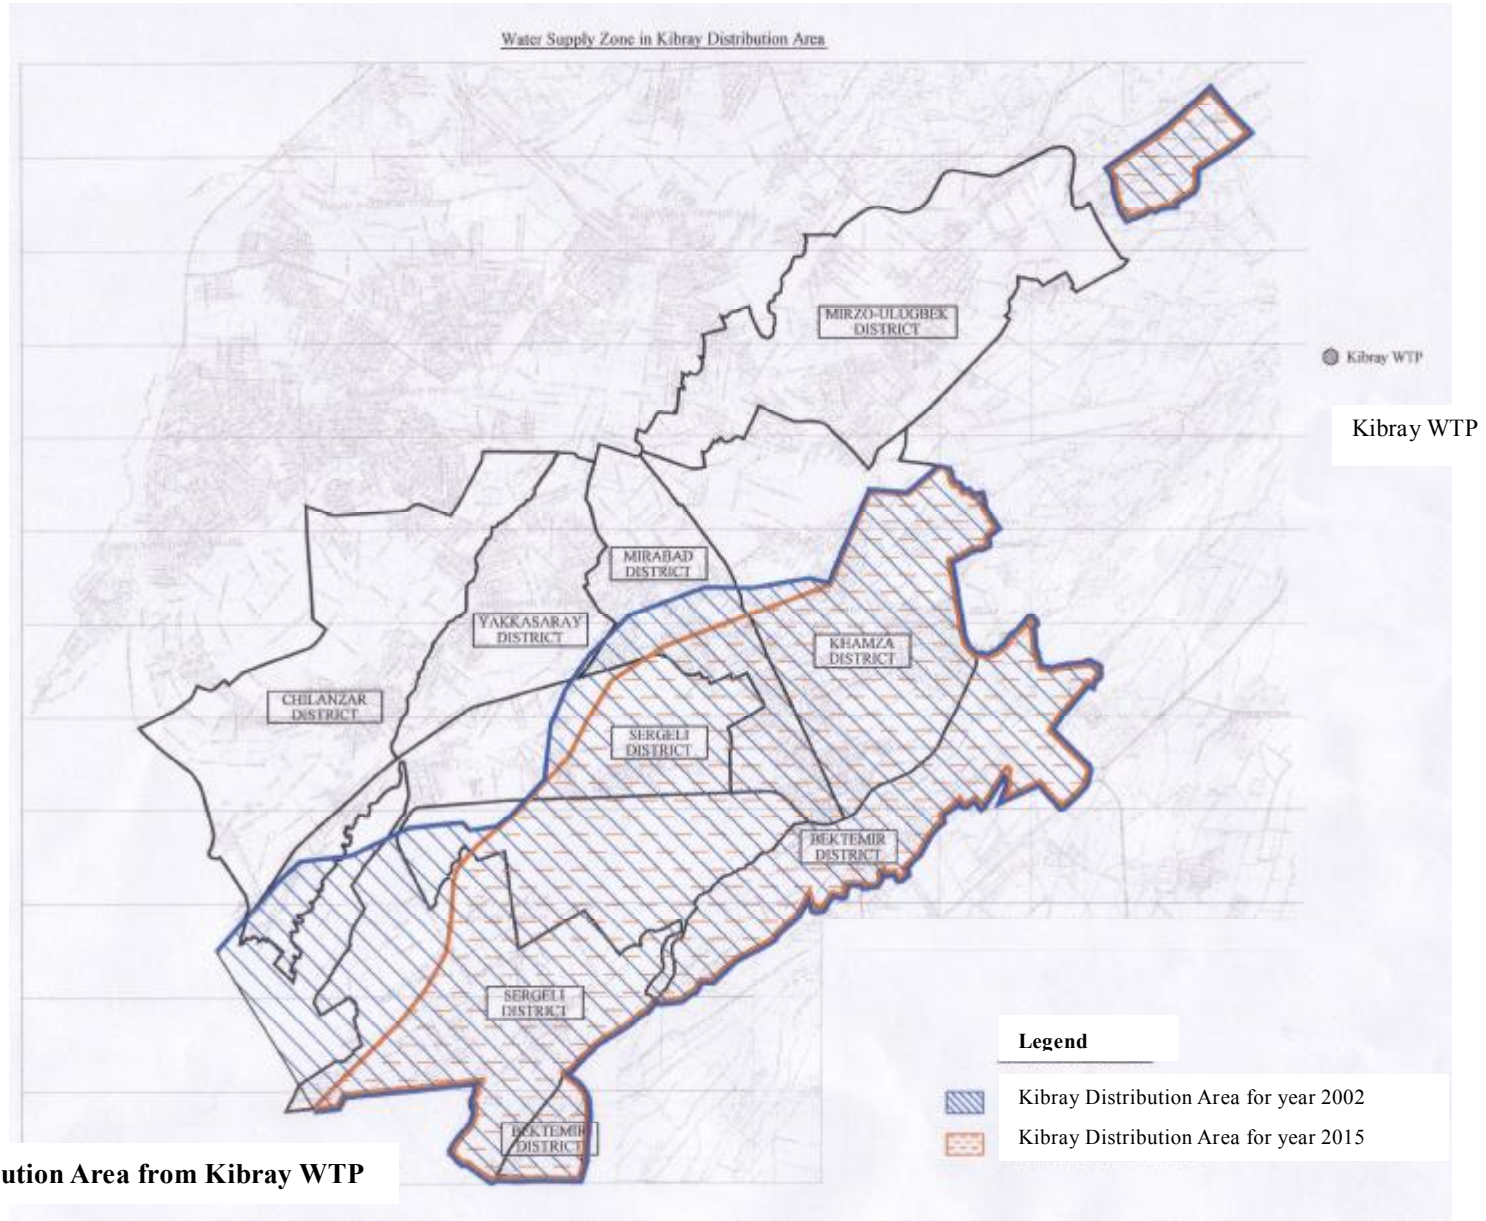 Water Supply Zone in Kibray Distribution Area
MIRZO-ULUGBEK
DISTRICT
Kibray WTP
Kibray WTP
MIRABAD
DISTRICT
YAKKASARAY
DISTRICT
KHAMZA
DISTRICT
CHILANZAR
DISTRICT
SERGELI
DISTRICT
BEKTEMIR
DISTRICT
SERGELI
DISTRICT
Legend
Kibray Distribution Area for year 2002
Kibray Distribution Area for year 2015
BEKTEMIR
DISTRICT
ution Area from Kibray WTP